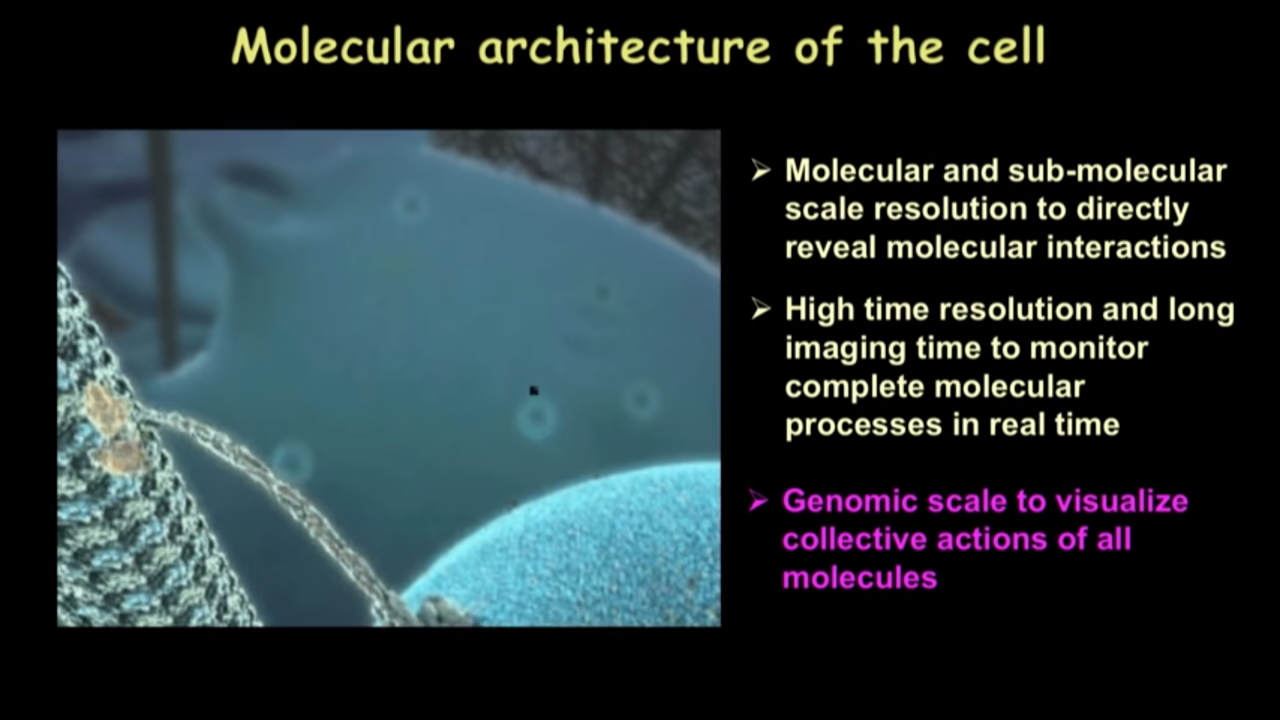 Molecular architecture of the cell
➢ Molecular and sub-molecular
scale resolution to directly
reveal molecular interactions
➢ High time resolution and long
imaging time to monitor
complete molecular
processes in real time
➢ Genomic scale to visualize
collective actions of all
molecules